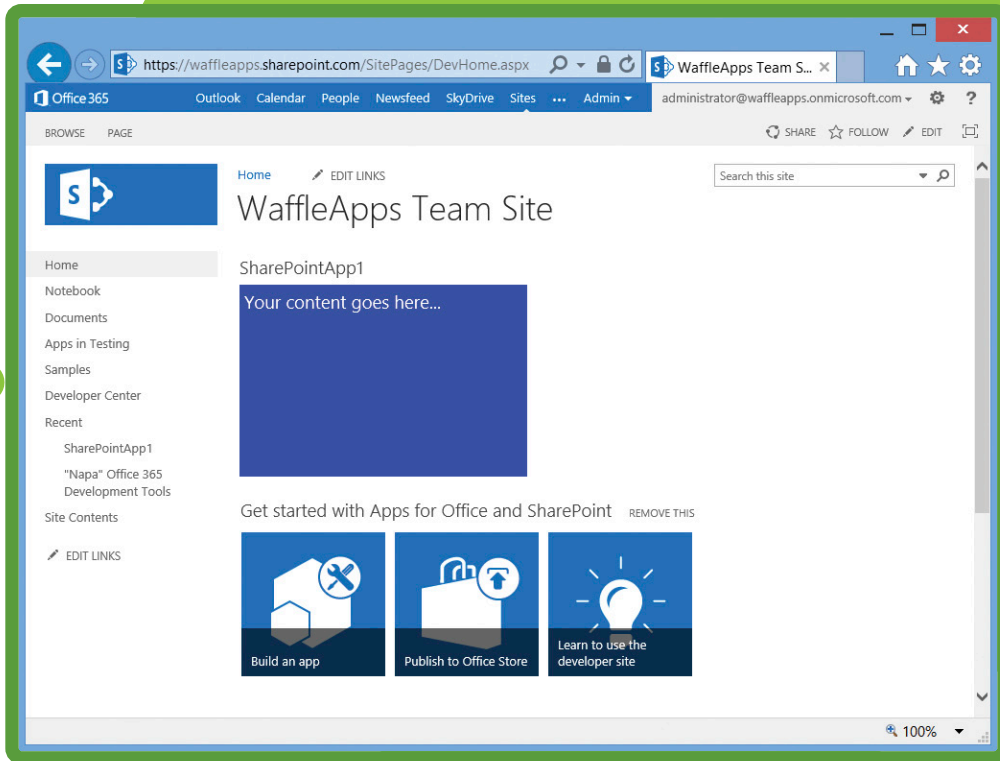 https://waffleapps.sharepoint.com/SitePages/DevHome.aspx
WaffleApps Team S...
Office 365
Outlook Calendar People Newsfeed SkyDrive Sites ... Admin
administrator@waffleapps.onmicrosoft.com
?
BROWSE PAGE
SHARE FOLLOW EDIT
S
Home
EDIT LINKS
Search this site
WaffleApps Team Site
Home
Notebook
Documents
Apps in Testing
Samples
Developer Center
Recent
SharePointApp1
"Napa" Office 365
Development Tools
Site Contents
EDIT LINKS
SharePointApp1
Your content goes here...
Get started with Apps for Office and SharePoint REMOVE THIS
Build an app
Publish to Office Store
Learn to use the
developer site
100%